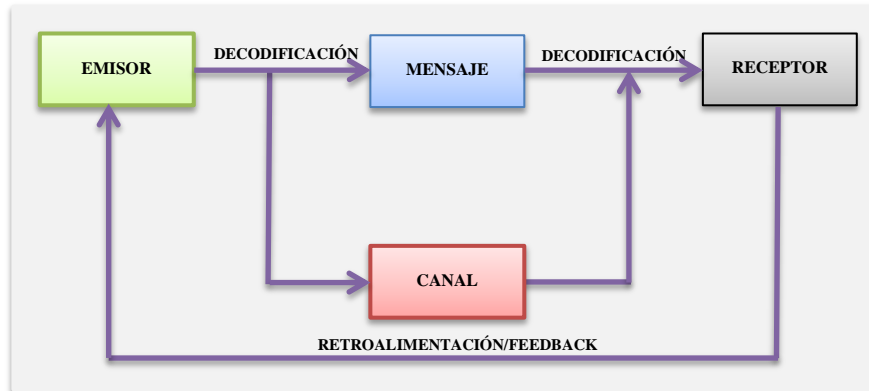 EMISOR
DECODIFICACIÓN
MENSAJE
DECODIFICACIÓN
RECEPTOR
CANAL
RETROALIMENTACIÓN/FEEDBACK